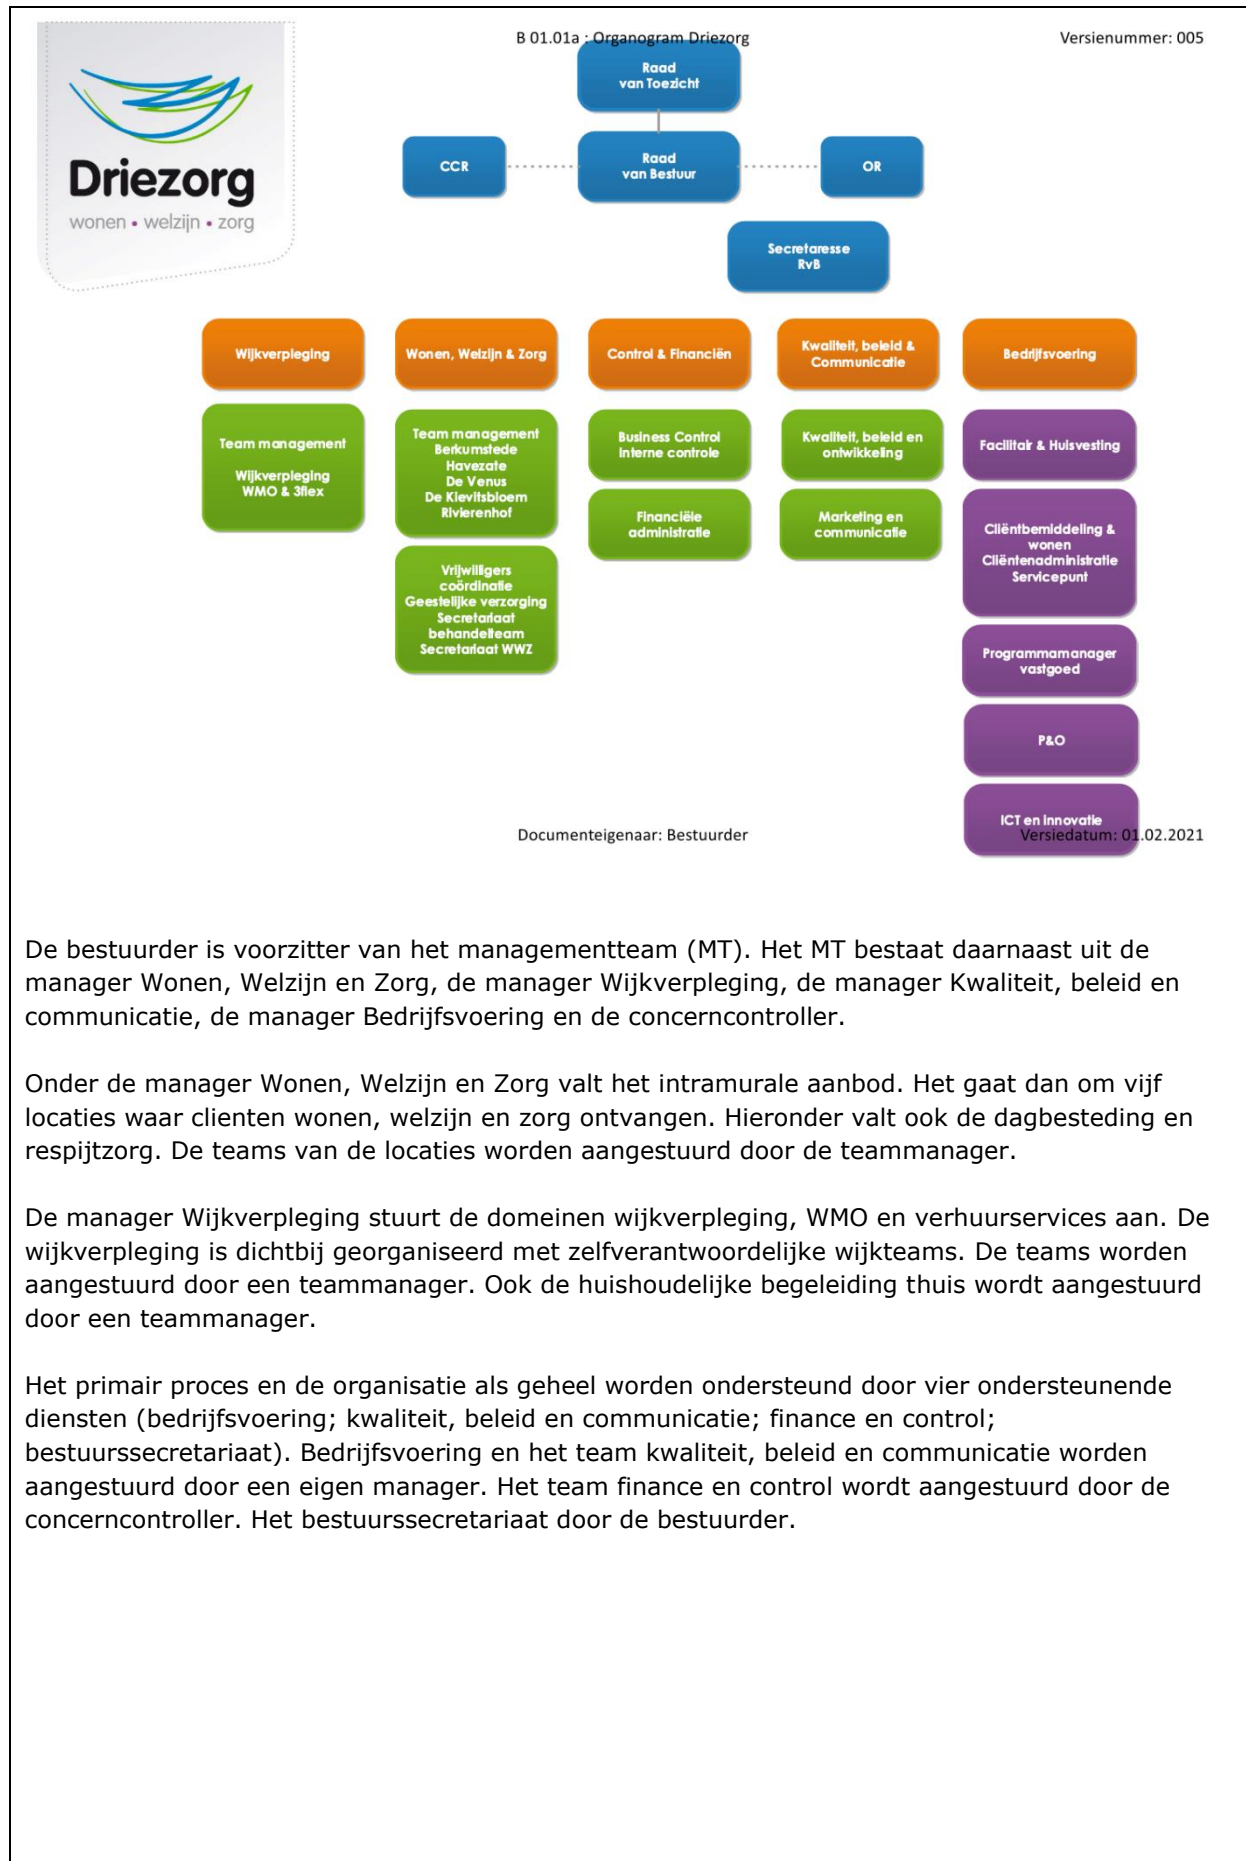 B 01.01a : Organogram Driezorg
Versienummer: 005
Driezorg
wonen • welzijn • zorg
Raad
van Toezicht
CCR
Raad
van Bestuur
OR
Secretaresse
RvB
Wijkverpleging
Wonen, Welzijn & Zorg
Control & Financiën
Kwaliteit, beleid &
Communicatie
Bedrijfsvoering
Team management
Wijkverpleging
WMO & 3flex
Team management
Berkumstede
Havezate
De Venus
De Kievitsbloem
Rivierenhof
Vrijwilligers
coördinatie
Geestelijke verzorging
Secretariaat
behandelteam
Secretariaat WWZ
Business Control
Interne controle
Financiële
administratie
Kwaliteit, beleid en
ontwikkeling
Marketing en
communicatie
Facilitair & Huisvesting
Cliëntbemiddeling &
wonen
Cliëntenadministratie
Servicepunt
Programmamanager
vastgoed
P&O
ICT en innovatie
Documenteigenaar: Bestuurder
Versiedatum: 01.02.2021
De bestuurder is voorzitter van het managementteam (MT). Het MT bestaat daarnaast uit de
manager Wonen, Welzijn en Zorg, de manager Wijkverpleging, de manager Kwaliteit, beleid en
communicatie, de manager Bedrijfsvoering en de concerncontroller.
Onder de manager Wonen, Welzijn en Zorg valt het intramurale aanbod. Het gaat dan om vijf
locaties waar clienten wonen, welzijn en zorg ontvangen. Hieronder valt ook de dagbesteding en
respijtzorg. De teams van de locaties worden aangestuurd door de teammanager.
De manager Wijkverpleging stuurt de domeinen wijkverpleging, WMO en verhuurservices aan. De
wijkverpleging is dichtbij georganiseerd met zelfverantwoordelijke wijkteams. De teams worden
aangestuurd door een teammanager. Ook de huishoudelijke begeleiding thuis wordt aangestuurd
door een teammanager.
Het primair proces en de organisatie als geheel worden ondersteund door vier ondersteunende
diensten (bedrijfsvoering; kwaliteit, beleid en communicatie; finance en control;
bestuurssecretariaat). Bedrijfsvoering en het team kwaliteit, beleid en communicatie worden
aangestuurd door een eigen manager. Het team finance en control wordt aangestuurd door de
concerncontroller. Het bestuurssecretariaat door de bestuurder.